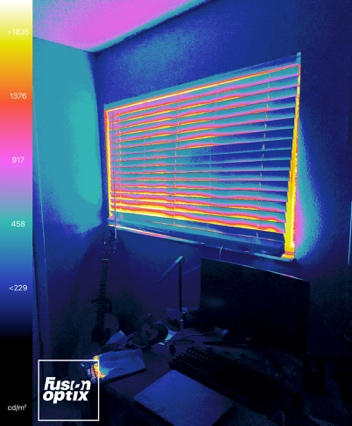 >1835
1376
917
458
<229
cd/m²
fusion
optix